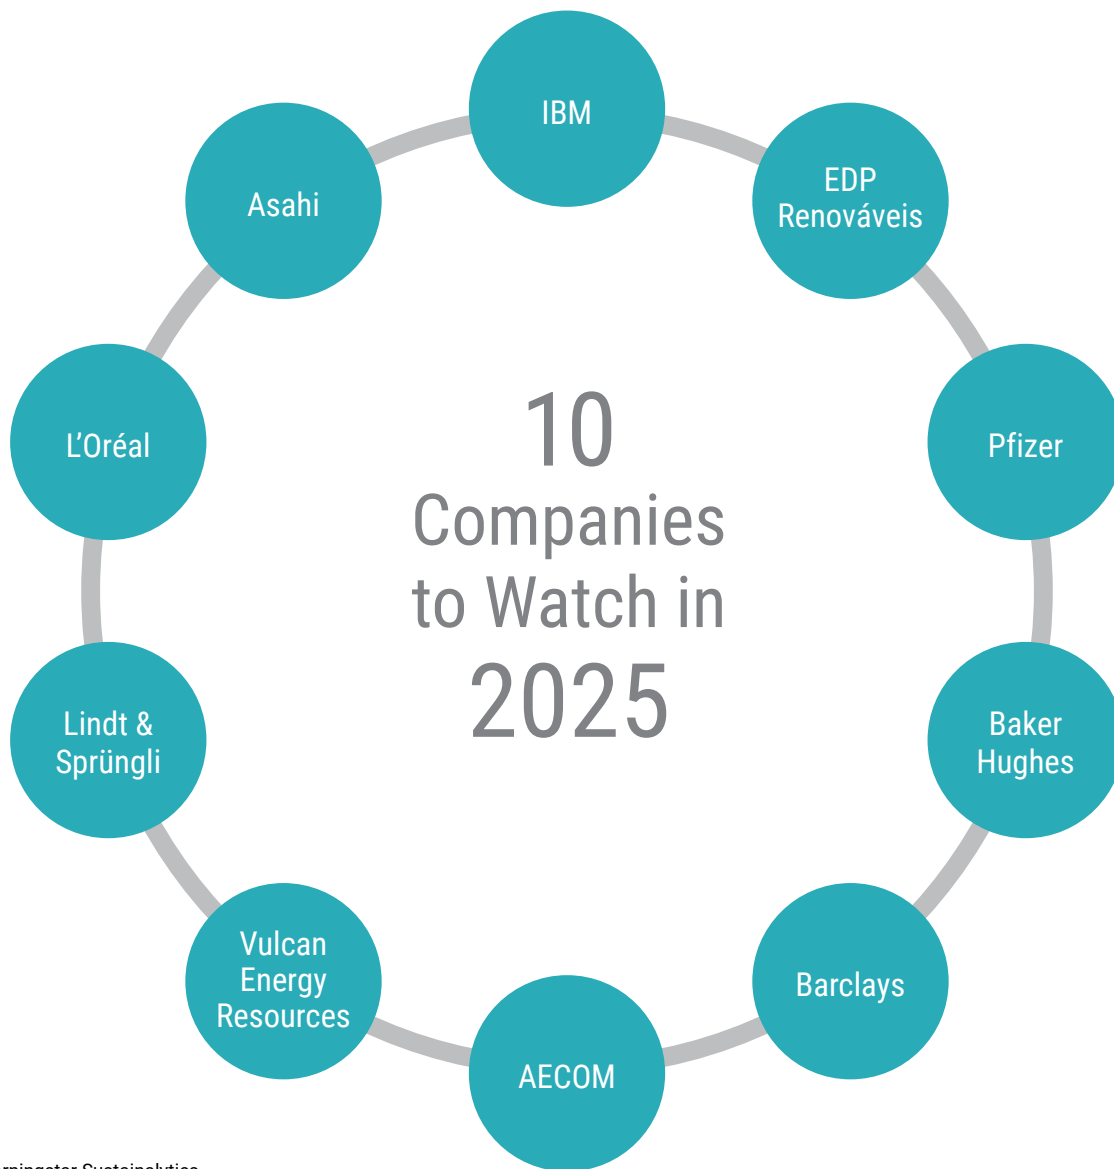 IBM
EDP
Renováveis
Asahi
L’Oréal
Pfizer
10
Companies
to Watch in
2025
Lindt &
Sprüngli
Baker
Hughes
Vulcan
Energy
Resources
Barclays
AECOM